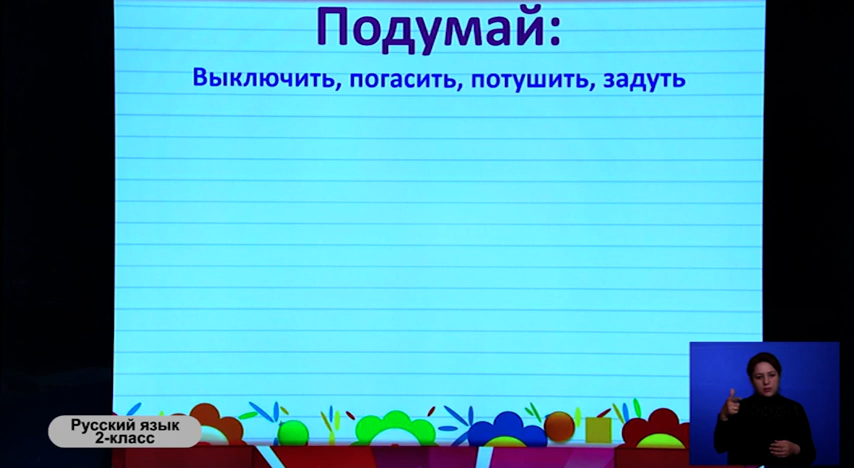 Подумай:
Выключить, погасить, потушить, задуть
Русский язык
2-класс